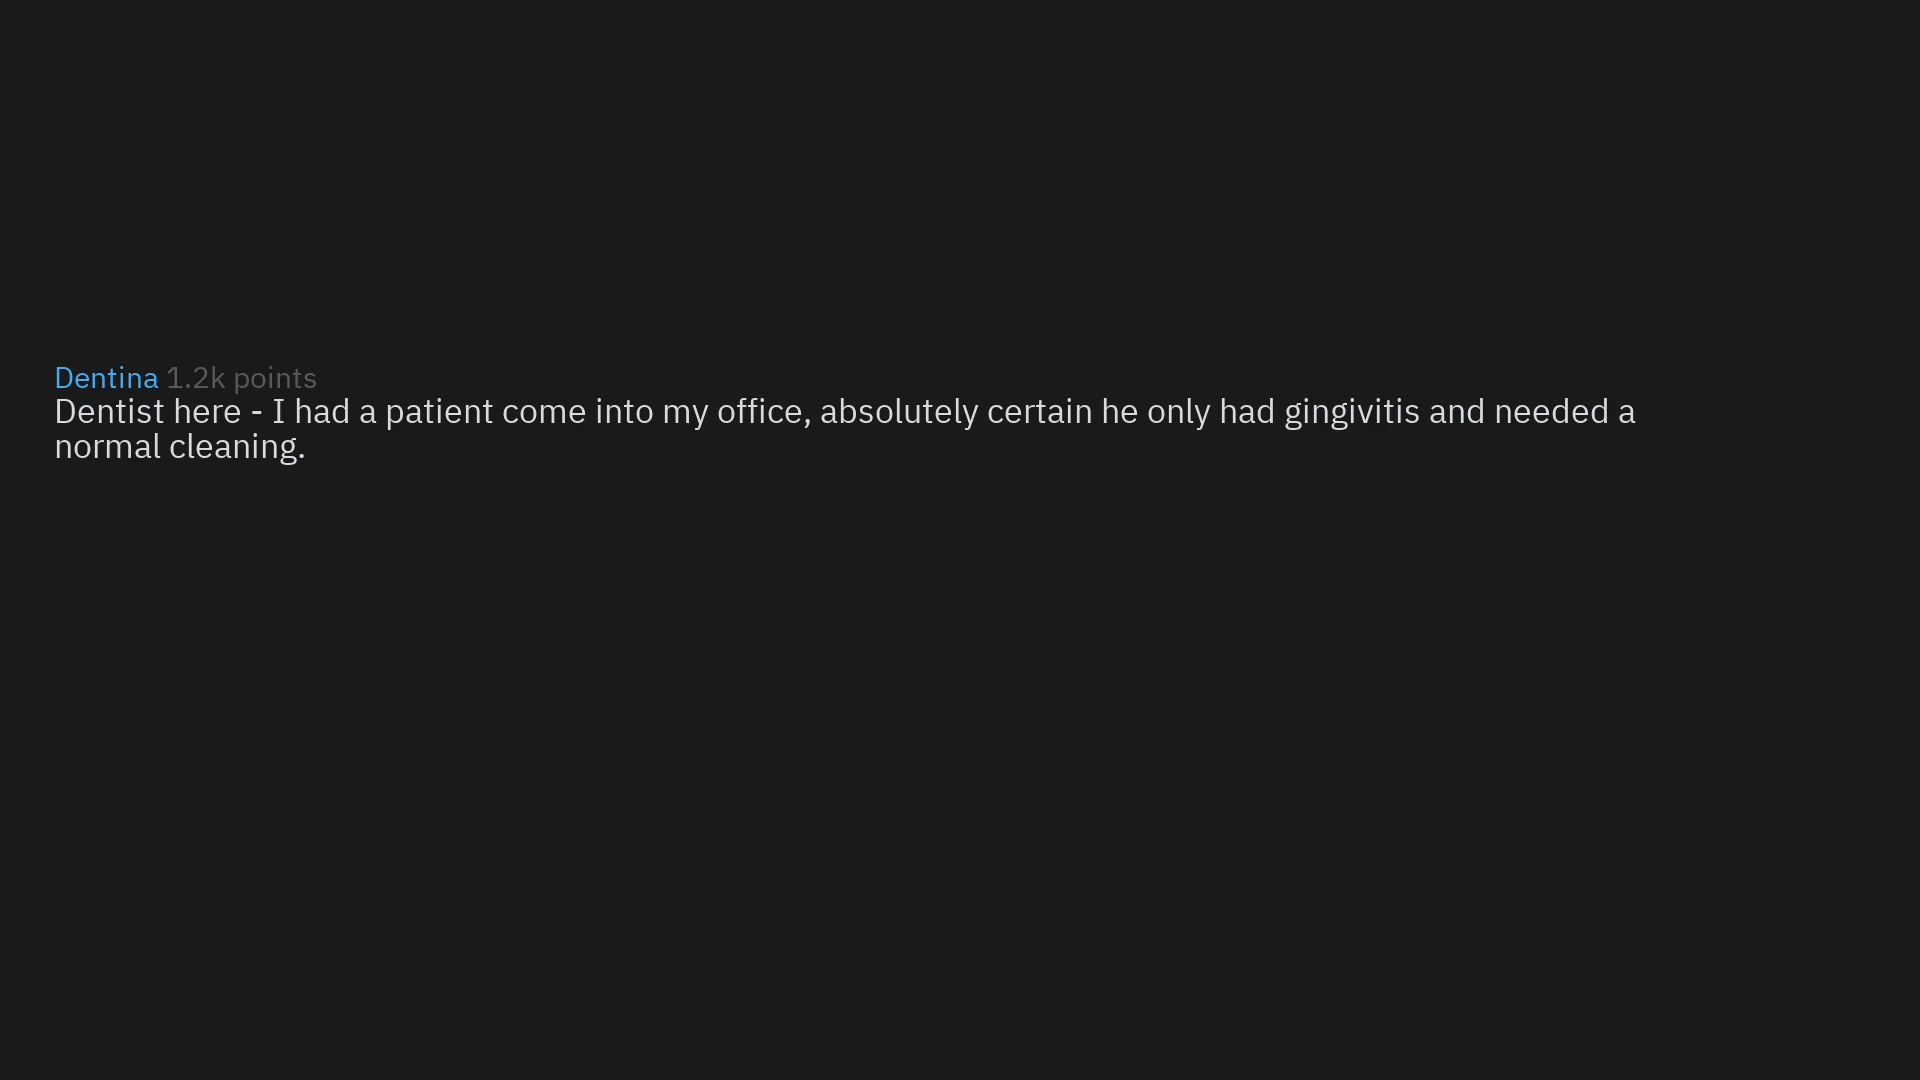 Dentina 1.2k points
Dentist here - I had a patient come into my office, absolutely certain he only had gingivitis and needed a
normal cleaning.